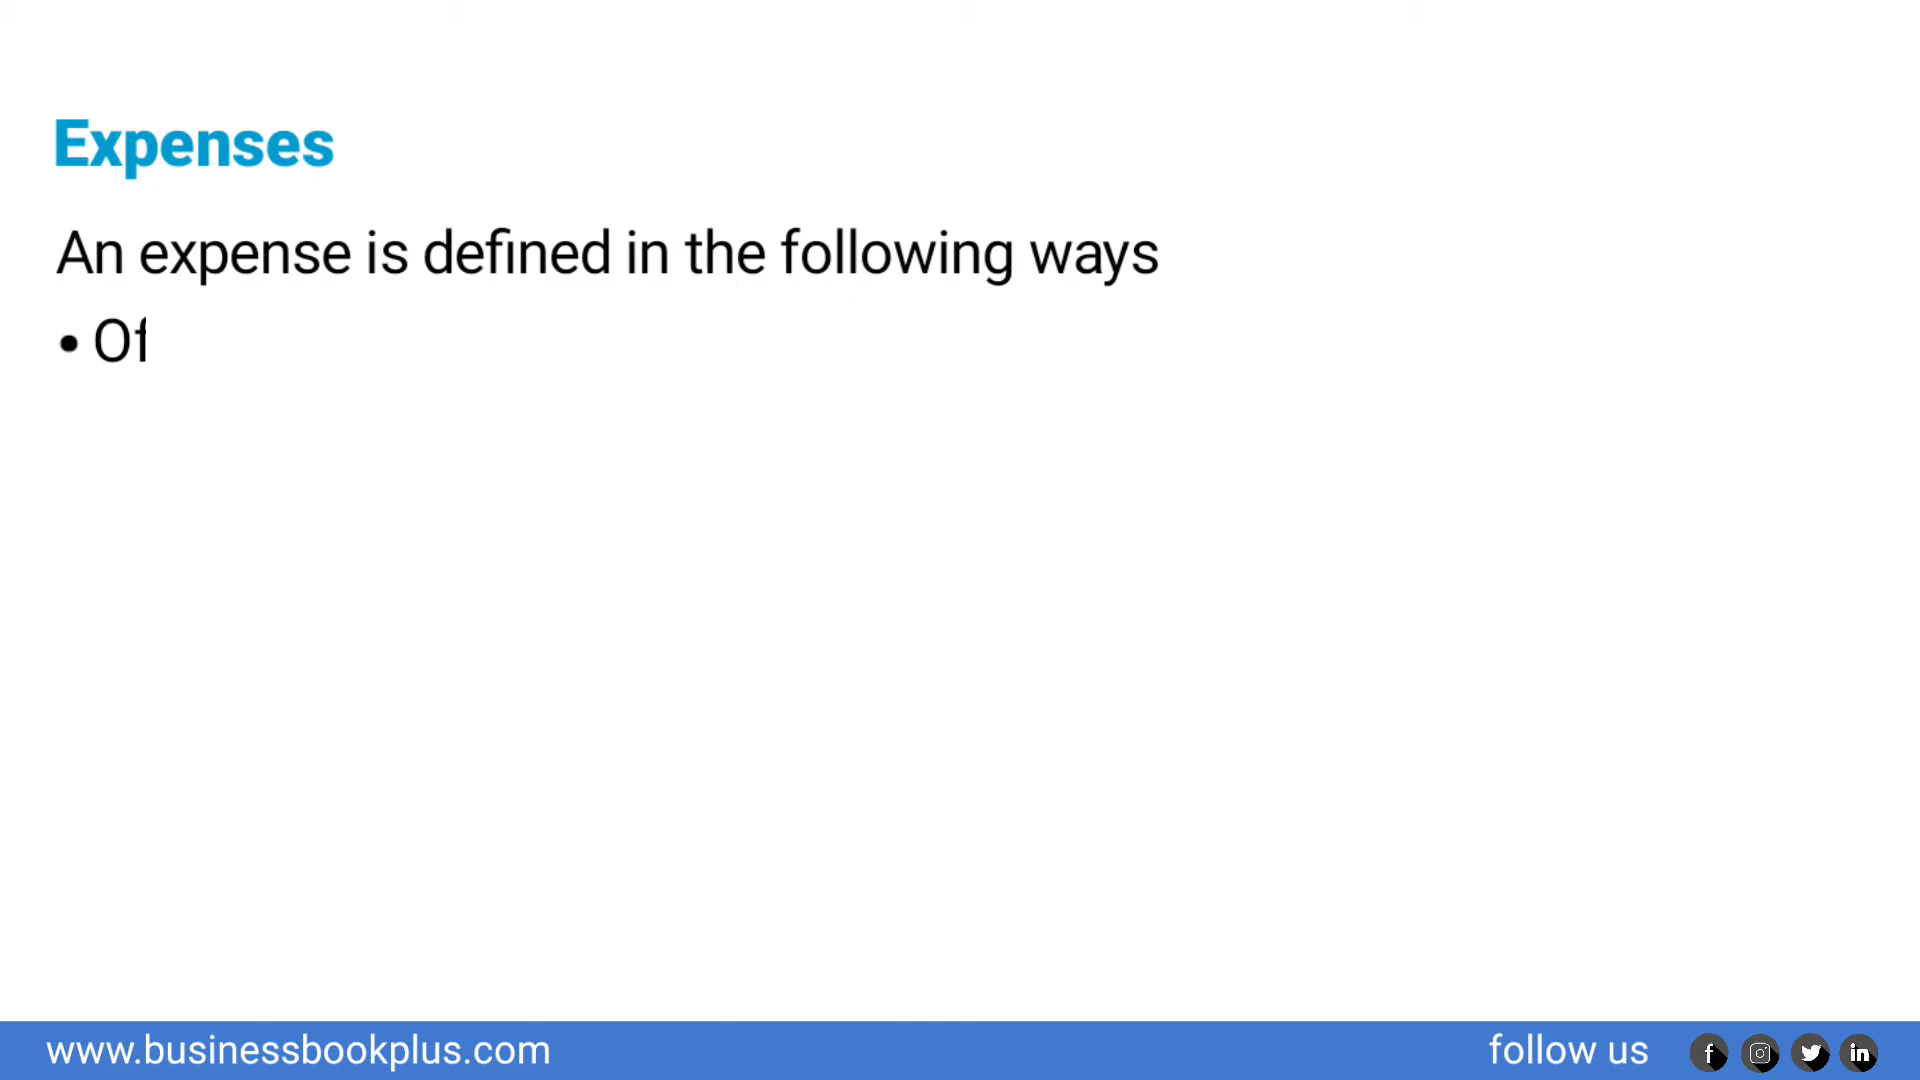 Expenses
An expense is defined in the following ways
• Of
www.businessbookplus.com
follow us